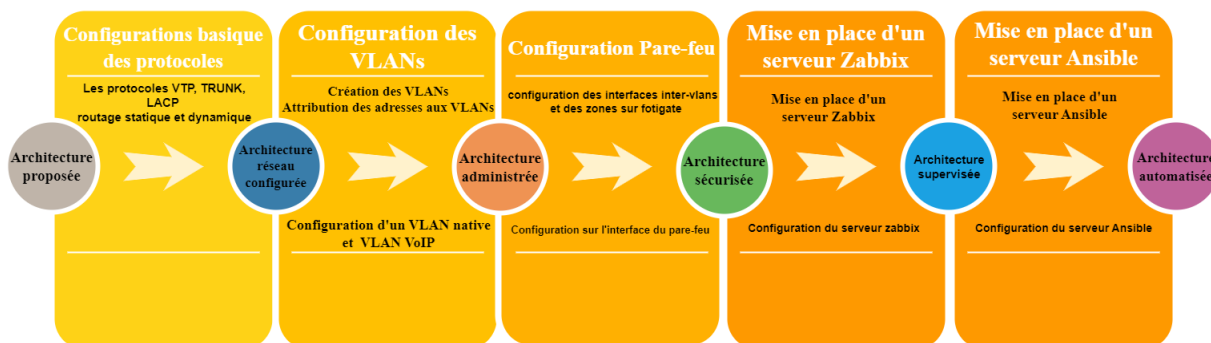 Configurations basique
des protocoles
Les protocoles VTP, TRUNK,
LACP
routage statique et dynamique
Architecture
proposée
Configuration des
VLANs
Création des VLANs
Attribution des adresses aux VLANs
Architecture
réseau
configurée
Configuration d'un VLAN native
et VLAN VoIP
Configuration Pare-feu
configuration des interfaces inter-vlans
et des zones sur fotigate
Architecture
administrée
Configuration sur l'interface du pare-feu
Mise en place d'un
serveur Zabbix
Mise en place d'un
serveur Zabbix
Architecture
sécurisée
Configuration du serveur zabbix
Mise en place d'un
serveur Ansible
Mise en place d'un
serveur Ansible
Architecture
supervisée
Configuration du serveur Ansible
Architecture
automatisée